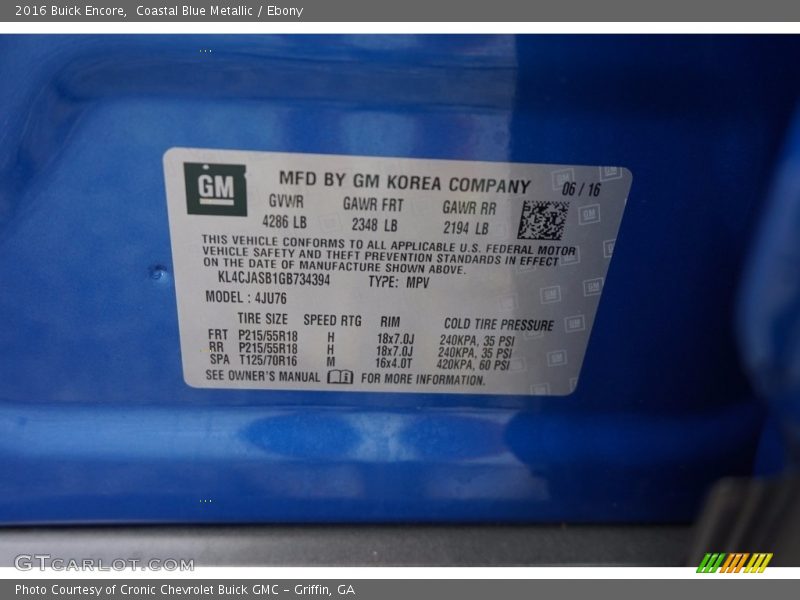 2016 Buick Encore, Coastal Blue Metallic / Ebony
GM
MFD BY GM KOREA COMPANY 06 / 16
GVWR GAWR FRT GAWR RR
4286 LB 2348 LB 2194 LB
THIS VEHICLE CONFORMS TO ALL APPLICABLE U.S. FEDERAL MOTOR
VEHICLE SAFETY AND THEFT PREVENTION STANDARDS IN EFFECT
ON THE DATE OF MANUFACTURE SHOWN ABOVE.
KL4CJASB1GB734394 TYPE: MPV
MODEL : 4JU76
TIRE SIZE SPEED RTG RIM COLD TIRE PRESSURE
FRT P215/55R18 H 18x7.0J 240KPA, 35 PSI
RR P215/55R18 H 18x7.0J 240KPA, 35 PSI
SPA T125/70R16 M 16x4.0T 420KPA, 60 PSI
SEE OWNER'S MANUAL FOR MORE INFORMATION.
GTCARLOT.COM
Photo Courtesy of Cronic Chevrolet Buick GMC - Griffin, GA